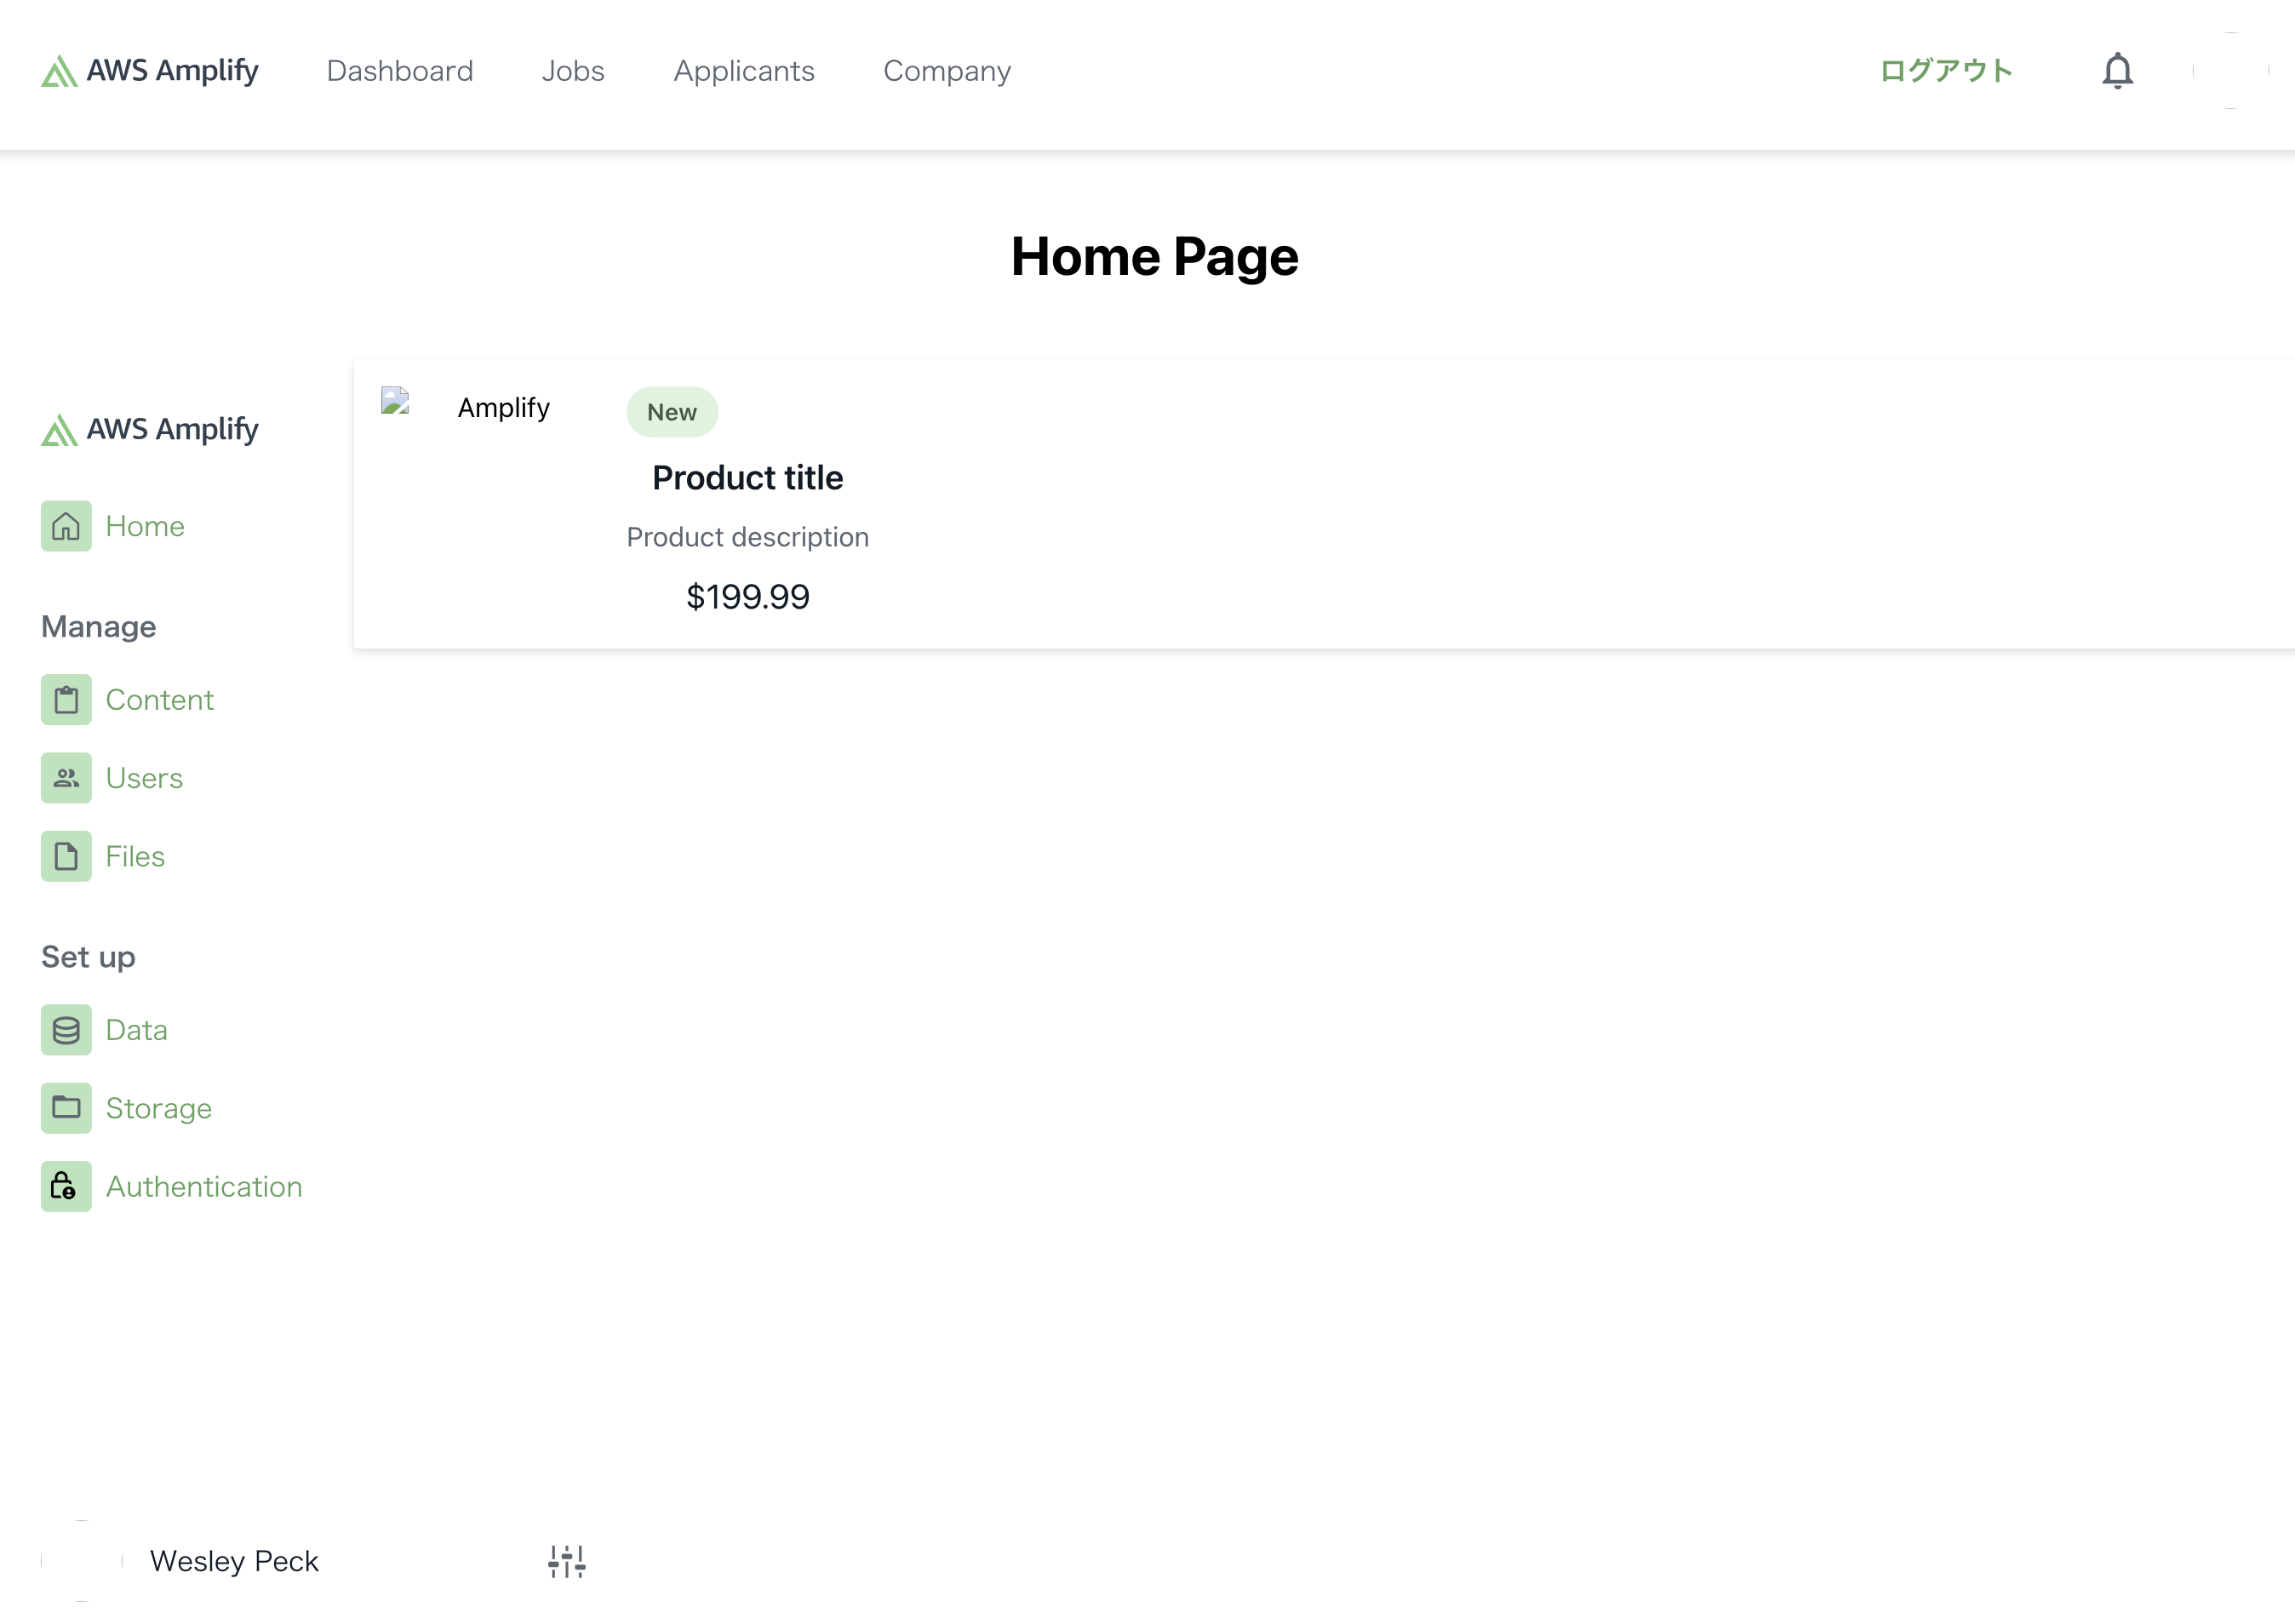 AWS Amplify
Dashboard
Jobs
Applicants
Company
ログアウト
Home Page
AWS Amplify
Home
Manage
Content
Users
Files
Set up
Data
Storage
Authentication
Amplify
New
Product title
Product description
$199.99
Wesley Peck